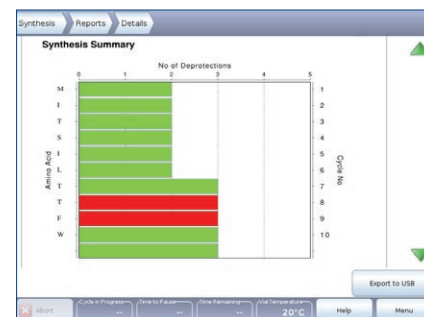 Synthesis Reports Details
Synthesis Summary
No of Deprotections
0 1 2 3 4 5
Amino Acid
Cycle No
M 1
I 2
T 3
S 4
I 5
L 6
T 7
T 8
F 9
W 10
Export to USB
Abort
Cycle in Progress --
Time to Pause --
Time Remaining --
Vial Temperature 20°C
Help
Menu